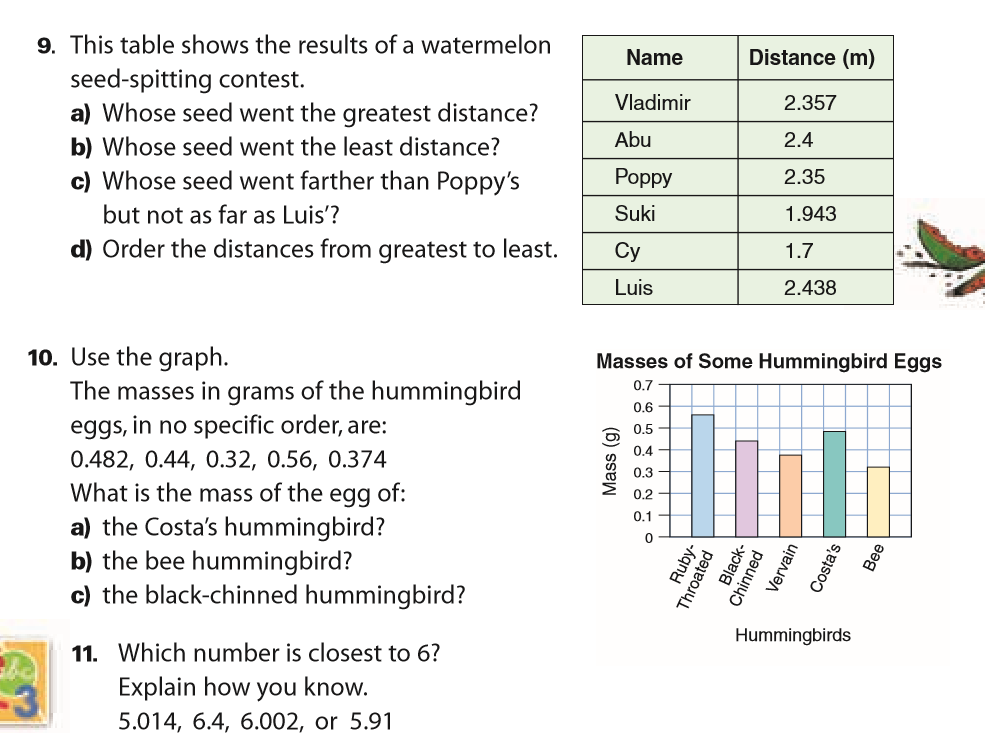 9. This table shows the results of a watermelon
seed-spitting contest.
a) Whose seed went the greatest distance?
b) Whose seed went the least distance?
c) Whose seed went farther than Poppy's
but not as far as Luis'?
d) Order the distances from greatest to least.
Name Distance (m)
Vladimir 2.357
Abu 2.4
Poppy 2.35
Suki 1.943
Cy 1.7
Luis 2.438
10. Use the graph.
The masses in grams of the hummingbird
eggs, in no specific order, are:
0.482, 0.44, 0.32, 0.56, 0.374
What is the mass of the egg of:
a) the Costa's hummingbird?
b) the bee hummingbird?
c) the black-chinned hummingbird?
Masses of Some Hummingbird Eggs
Mass (g)
0.7
0.6
0.5
0.4
0.3
0.2
0.1
0
Ruby-
Throated
Black-
Chinned
Vervain
Costa's
Bee
Hummingbirds
11. Which number is closest to 6?
Explain how you know.
5.014, 6.4, 6.002, or 5.91
3